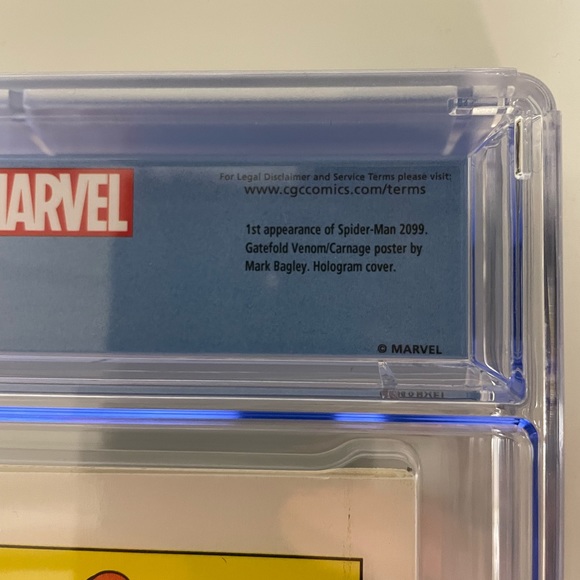 MARVEL
For Legal Disclaimer and Service Terms please visit:
www.cgccomics.com/terms
1st appearance of Spider-Man 2099.
Gatefold Venom/Carnage poster by
Mark Bagley. Hologram cover.
© MARVEL